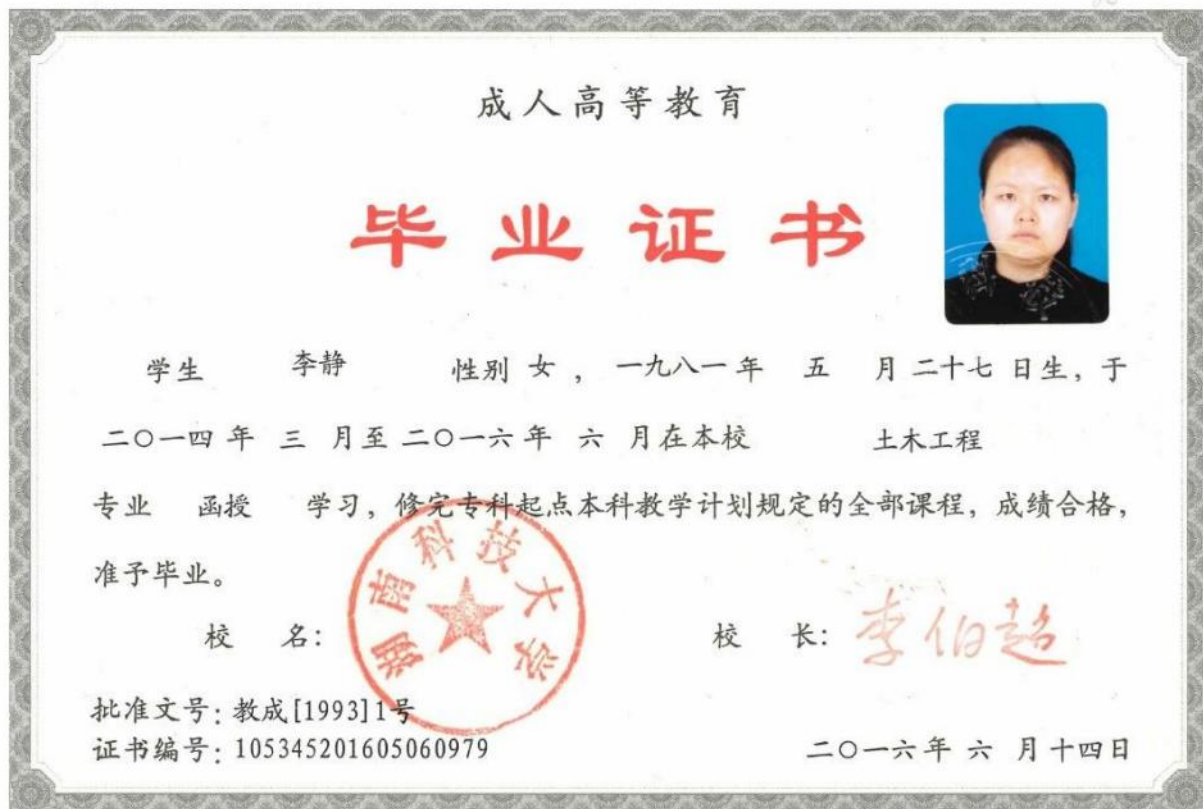 成人高等教育
毕业证书
学生 李静 性别 女 ， 一九八一 年 五 月 二十七 日生，于
二〇一四 年 三 月至 二〇一六 年 六 月在本校 土木工程
专业 函授 学习，修完专科起点本科教学计划规定的全部课程，成绩合格，
准予毕业。
校 名： 湖南科技大学
校 长： 李伯超
批准文号：教成[1993]1号
证书编号：105345201605060979
二〇一六 年 六 月十四日